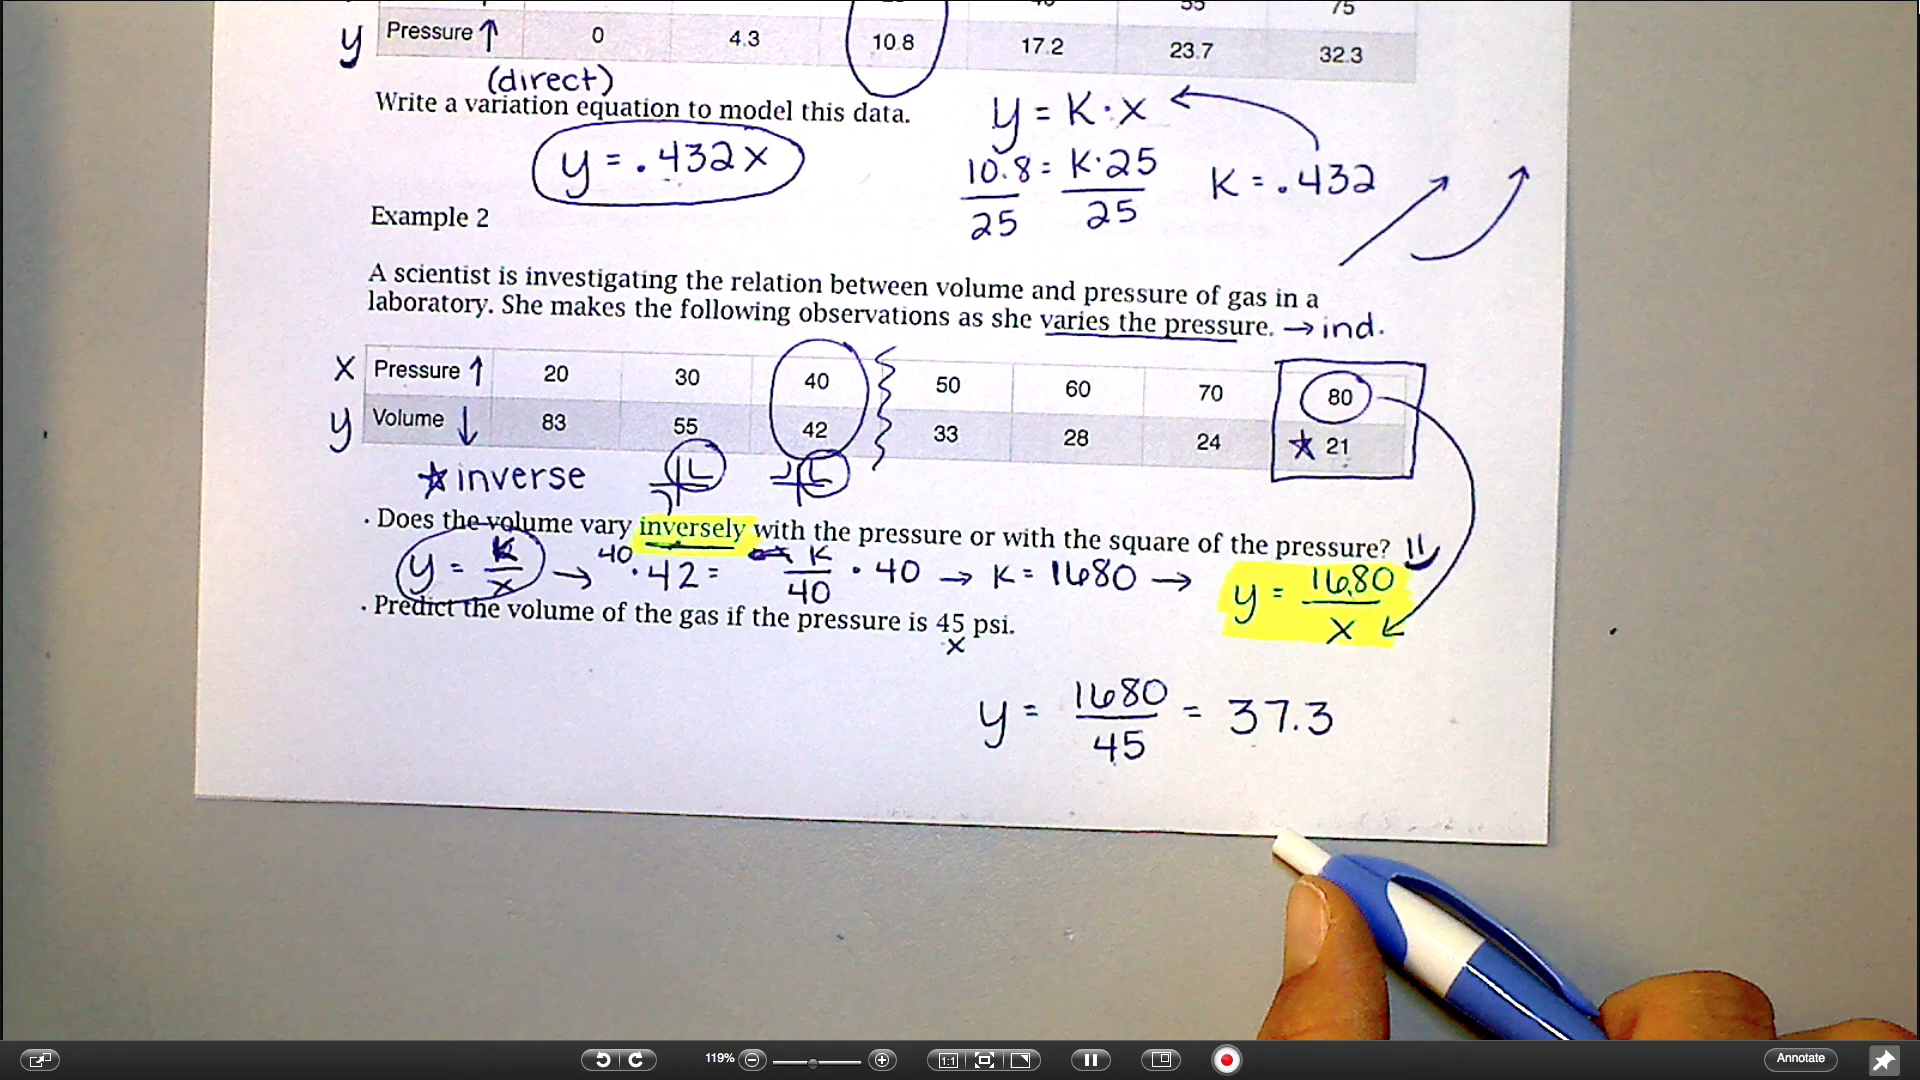 55 75
y Pressure ↑ 0 4.3 10.8 17.2 23.7 32.3
(direct)
Write a variation equation to model this data.
y = K·x
y = .432x
10.8 = K·25
25 25
K = .432
Example 2
A scientist is investigating the relation between volume and pressure of gas in a
laboratory. She makes the following observations as she varies the pressure. → ind.
x Pressure ↑ 20 30 40 50 60 70 80
y Volume ↓ 83 55 42 33 28 24 ☆ 21
☆ inverse
· Does the volume vary inversely with the pressure or with the square of the pressure?
y = K/x → 40·42 = K/40 · 40 → K = 1680 → y = 1680/x
· Predict the volume of the gas if the pressure is 45 psi.
x
y = 1680/45 = 37.3
119%
1:1
Annotate